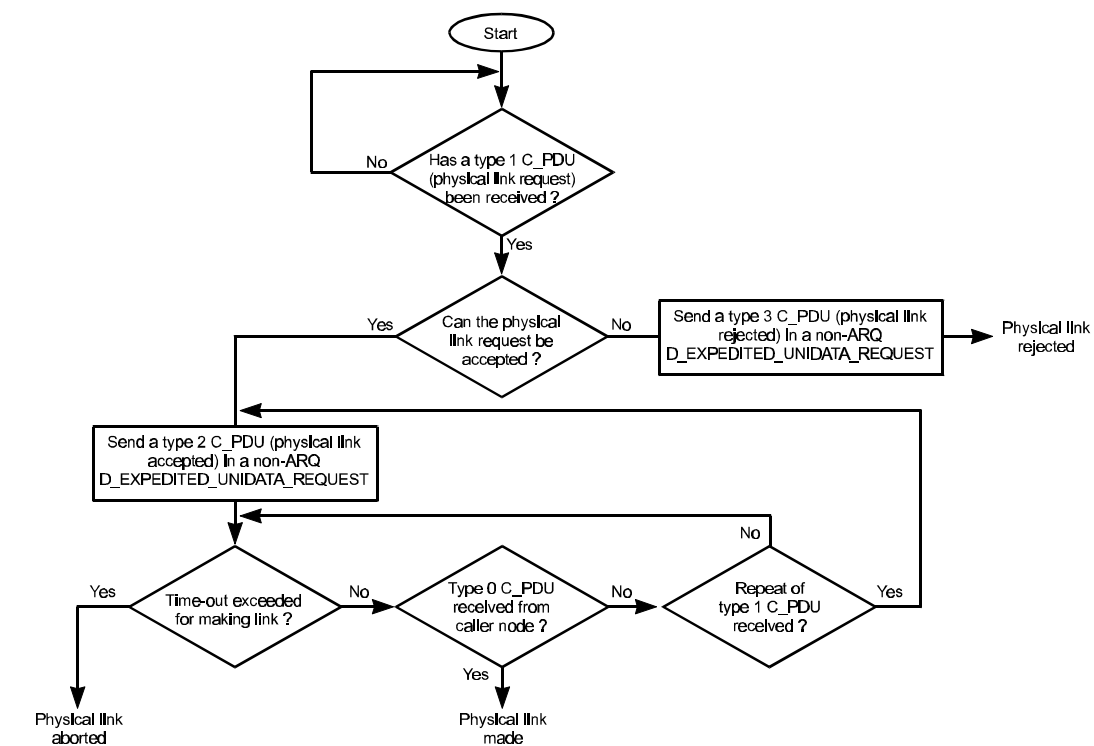 Start
No
Has a type 1 C_PDU
(physical link request)
been received ?
Yes
Yes
Can the physical
link request be
accepted ?
No
Send a type 3 C_PDU (physical link
rejected) in a non-ARQ
D_EXPEDITED_UNIDATA_REQUEST
Physical link
rejected
Send a type 2 C_PDU (physical link
accepted) in a non-ARQ
D_EXPEDITED_UNIDATA_REQUEST
No
Yes
Time-out exceeded
for making link ?
No
Type 0 C_PDU
received from
caller node ?
No
Repeat of
type 1 C_PDU
received ?
Yes
Yes
Physical link
aborted
Physical link
made